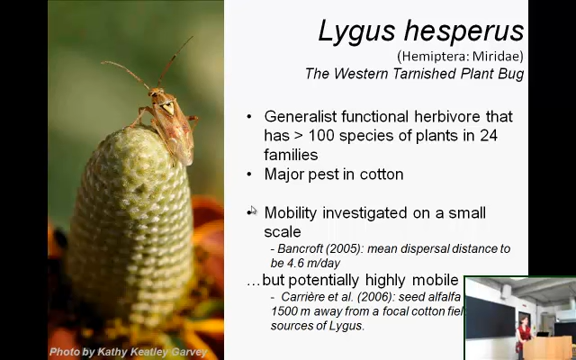 Lygus hesperus
(Hemiptera: Miridae)
The Western Tarnished Plant Bug
• Generalist functional herbivore that
has > 100 species of plants in 24
families
• Major pest in cotton
• Mobility investigated on a small
scale
- Bancroft (2005): mean dispersal distance to
be 4.6 m/day
…but potentially highly mobile
- Carrière et al. (2006): seed alfalfa
1500 m away from a focal cotton fiel
sources of Lygus.
Photo by Kathy Keatley Garvey